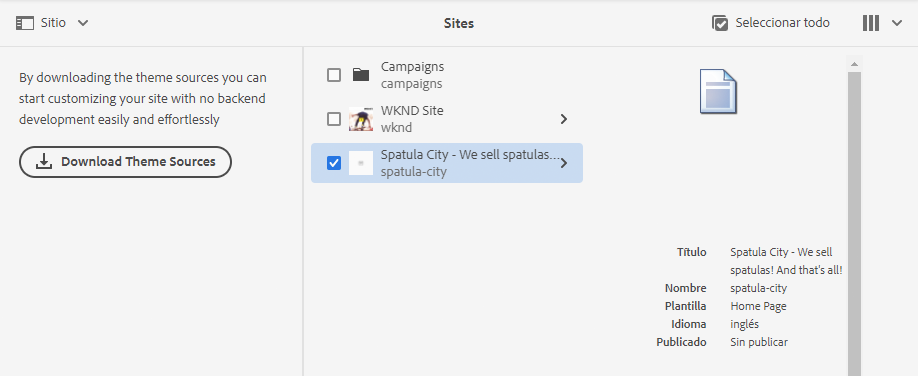 Sitio
Sites
Seleccionar todo
By downloading the theme sources you can
start customizing your site with no backend
development easily and effortlessly
Download Theme Sources
Campaigns
campaigns
WKND Site
wknd
Spatula City - We sell spatulas...
spatula-city
Título Spatula City - We sell
spatulas! And that's all!
Nombre spatula-city
Plantilla Home Page
Idioma inglés
Publicado Sin publicar